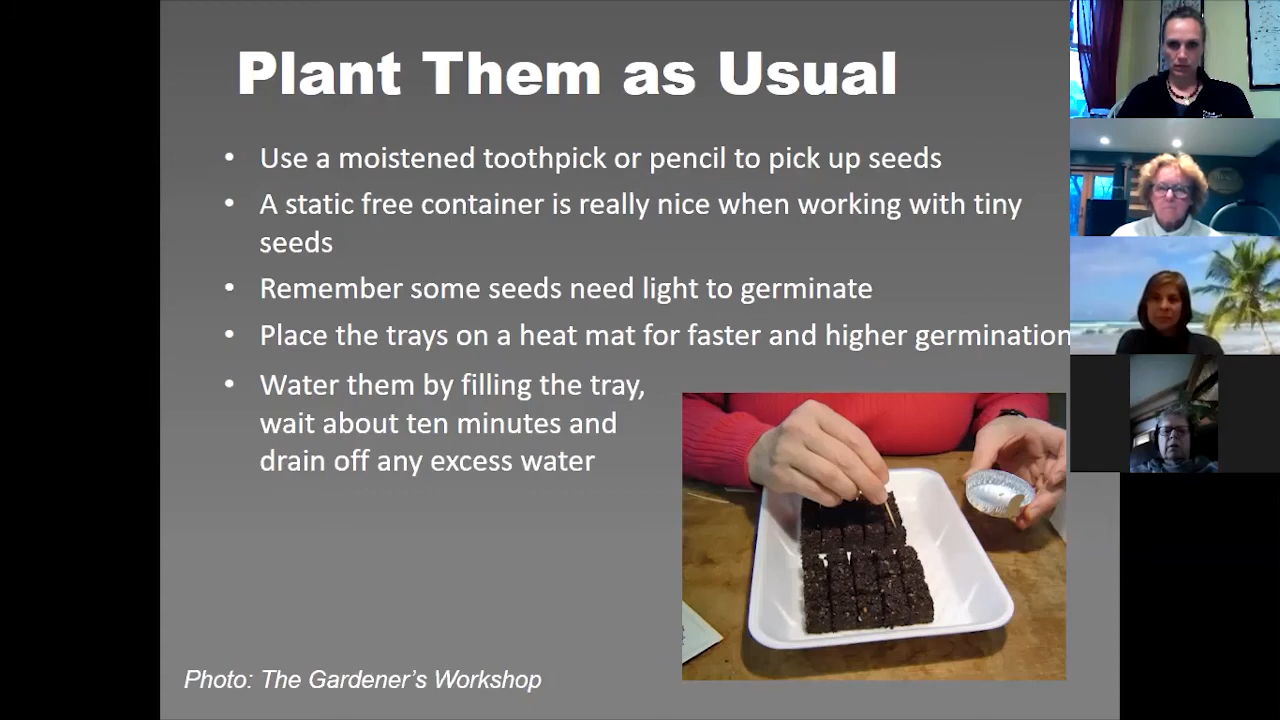 Plant Them as Usual
• Use a moistened toothpick or pencil to pick up seeds
• A static free container is really nice when working with tiny
seeds
• Remember some seeds need light to germinate
• Place the trays on a heat mat for faster and higher germination
• Water them by filling the tray,
wait about ten minutes and
drain off any excess water
Photo: The Gardener's Workshop